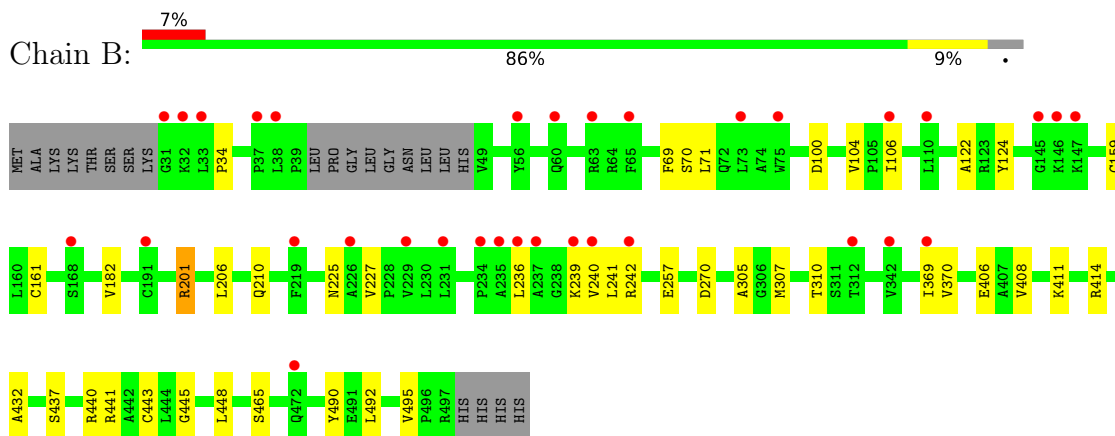 7%
Chain B:
86% 9% •
MET ALA LYS LYS THR SER SER LYS G31 K32 L33 P34 P37 L38 P39 LEU PRO GLY LEU GLY ASN LEU LEU HIS V49 Y56 Q60 R63 R64 F65 F69 S70 L71 Q72 L73 A74 W75 D100 V104 P105 I106 L110 A122 R123 Y124 G145 K146 K147 G159
L160 C161 S168 V182 C191 R201 L206 Q210 F219 N225 A226 V227 P228 V229 L230 L231 P234 A235 L236 A237 G238 K239 V240 L241 R242 E257 D270 A305 G306 M307 T310 S311 T312 V342 I369 V370 E406 A407 V408 K411 R414
A432 S437 R440 R441 A442 C443 L444 G445 L448 S465 Q472 Y490 E491 L492 V495 P496 R497 HIS HIS HIS HIS